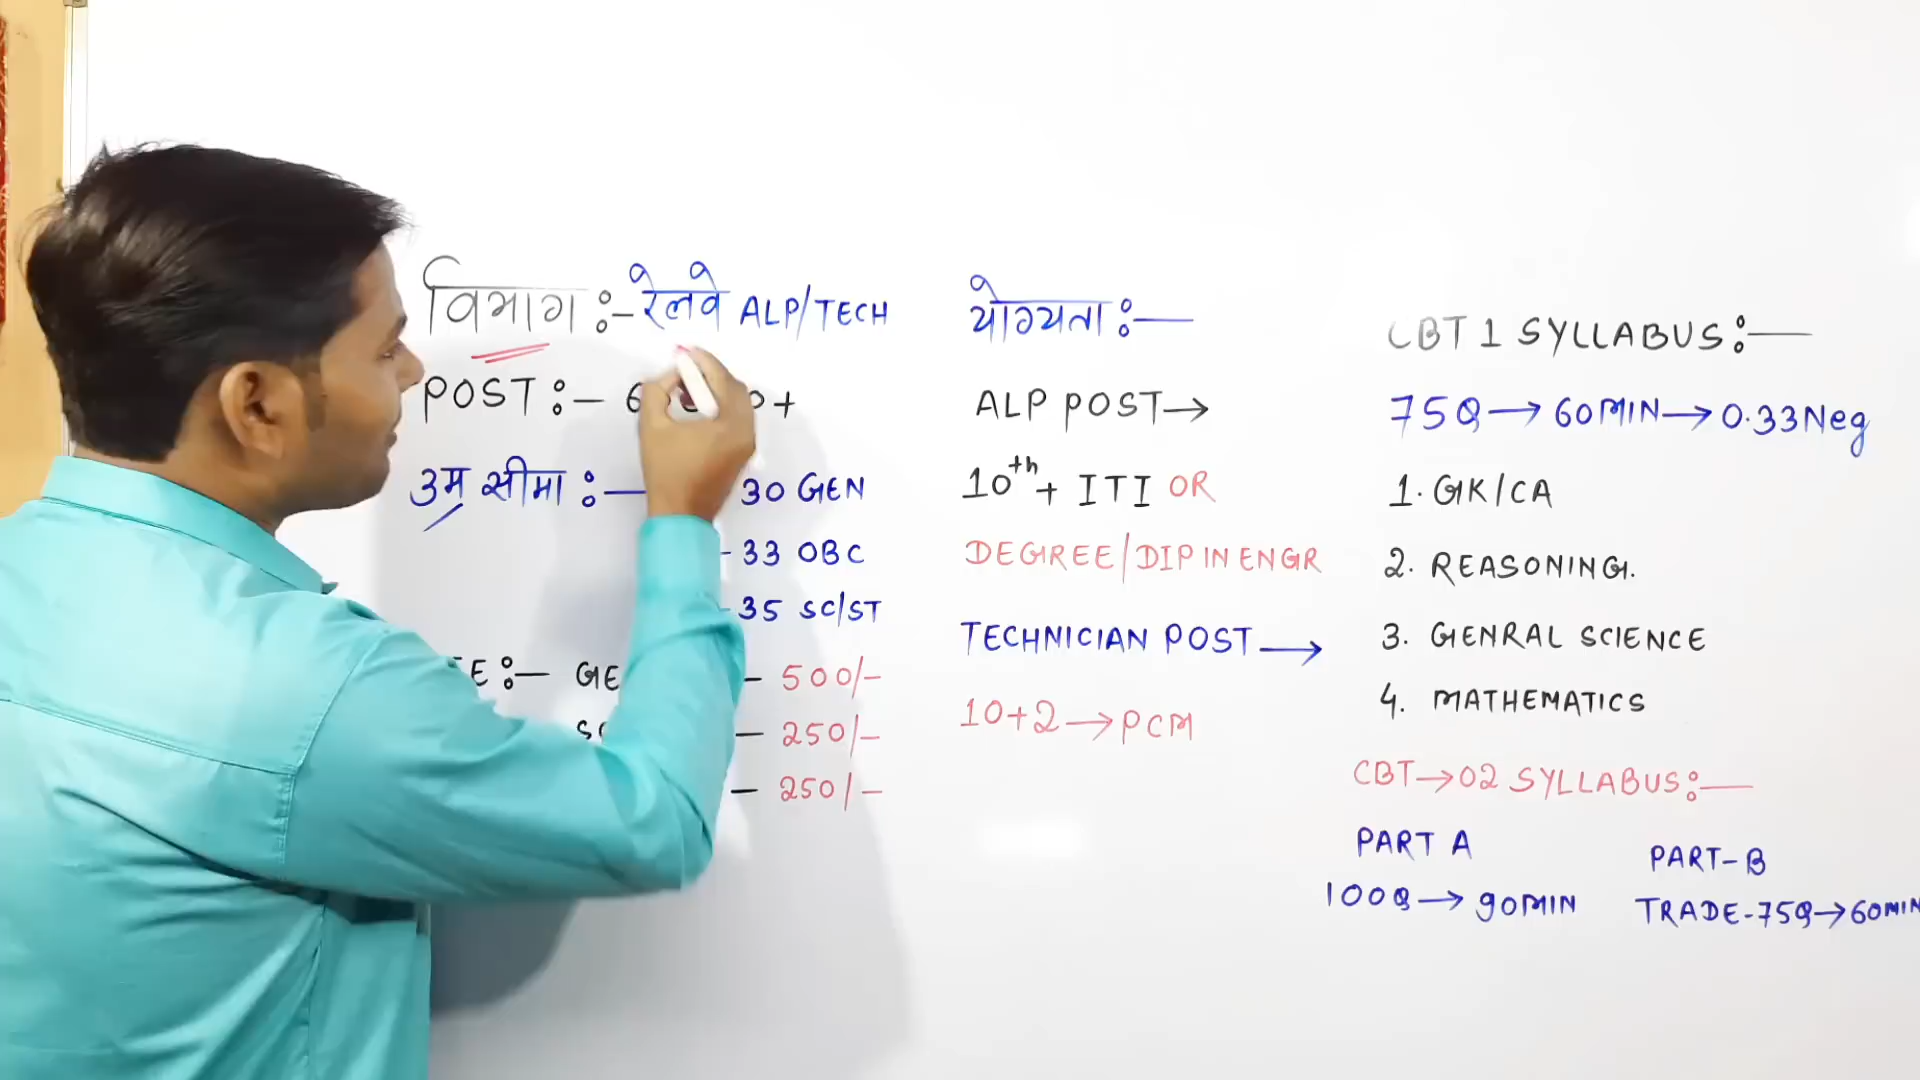 विभाग :- रेलवे ALP/TECH
POST :- +
उम्र सीमा :- 30 GEN
- 33 OBC
- 35 SC/ST
:- GE - 500/-
- 250/-
- 250/-
योग्यता :-
ALP POST→
10th + ITI OR
DEGREE/DIP IN ENGR
TECHNICIAN POST→
10+2→PCM
CBT 1 SYLLABUS :-
75Q→60MIN→0.33Neg
1. GK/CA
2. REASONING.
3. GENRAL SCIENCE
4. MATHEMATICS
CBT→02 SYLLABUS :-
PART A
100Q→90MIN
PART-B
TRADE-75Q→60MIN